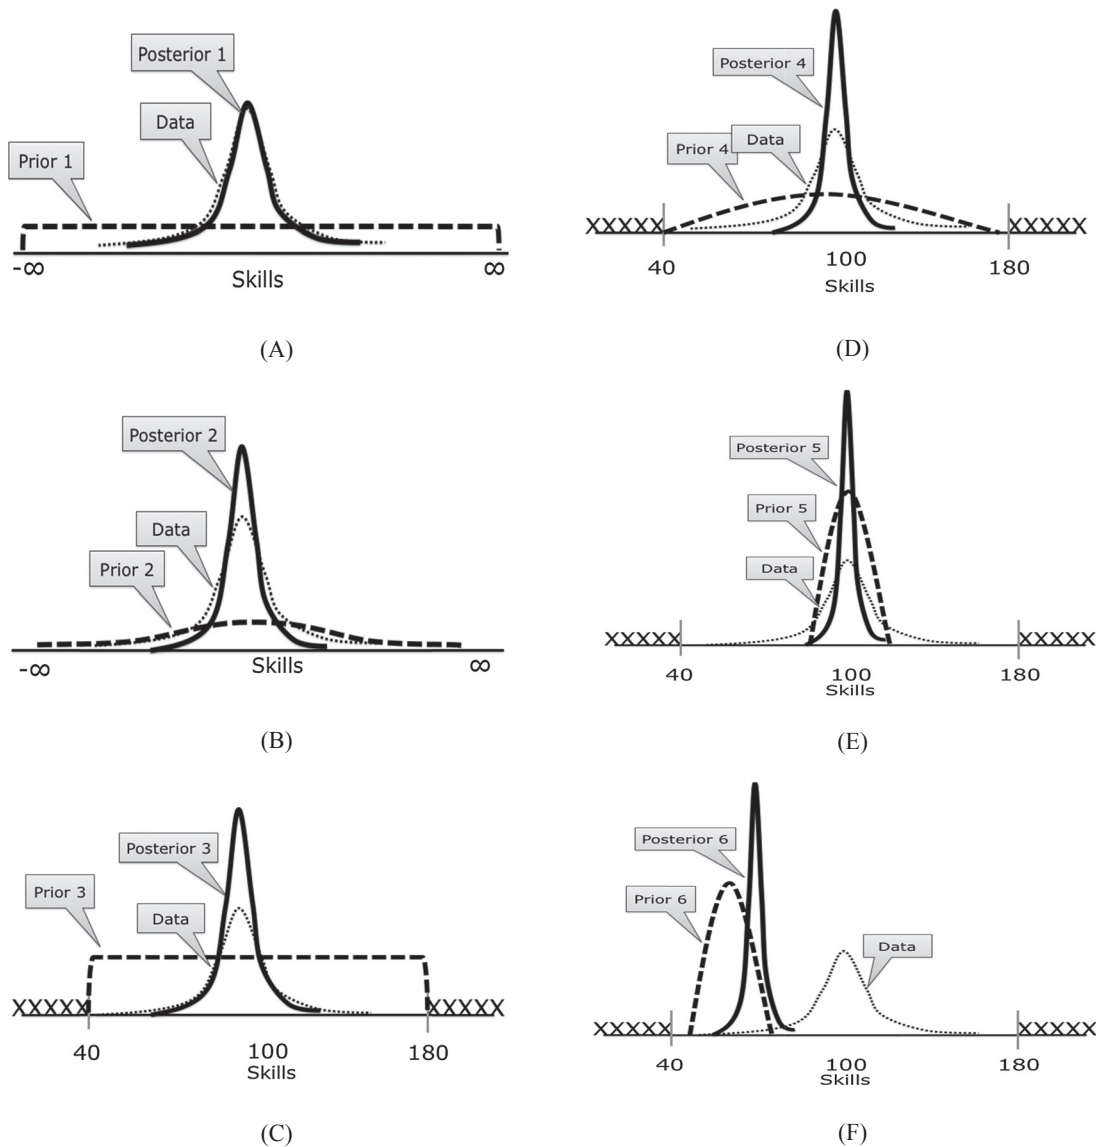 Posterior 1
Data
Prior 1
-∞ ∞
Skills
(A)
Posterior 2
Data
Prior 2
-∞ Skills ∞
(B)
Posterior 3
Prior 3
Data
XXXXX XXXXX
40 100 180
Skills
(C)
Posterior 4
Prior 4 Data
XXXXX XXXXX
40 100 180
Skills
(D)
Posterior 5
Prior 5
Data
XXXXX XXXXX
40 100 180
Skills
(E)
Posterior 6
Prior 6
Data
XXXXX XXXXX
40 100 180
Skills
(F)